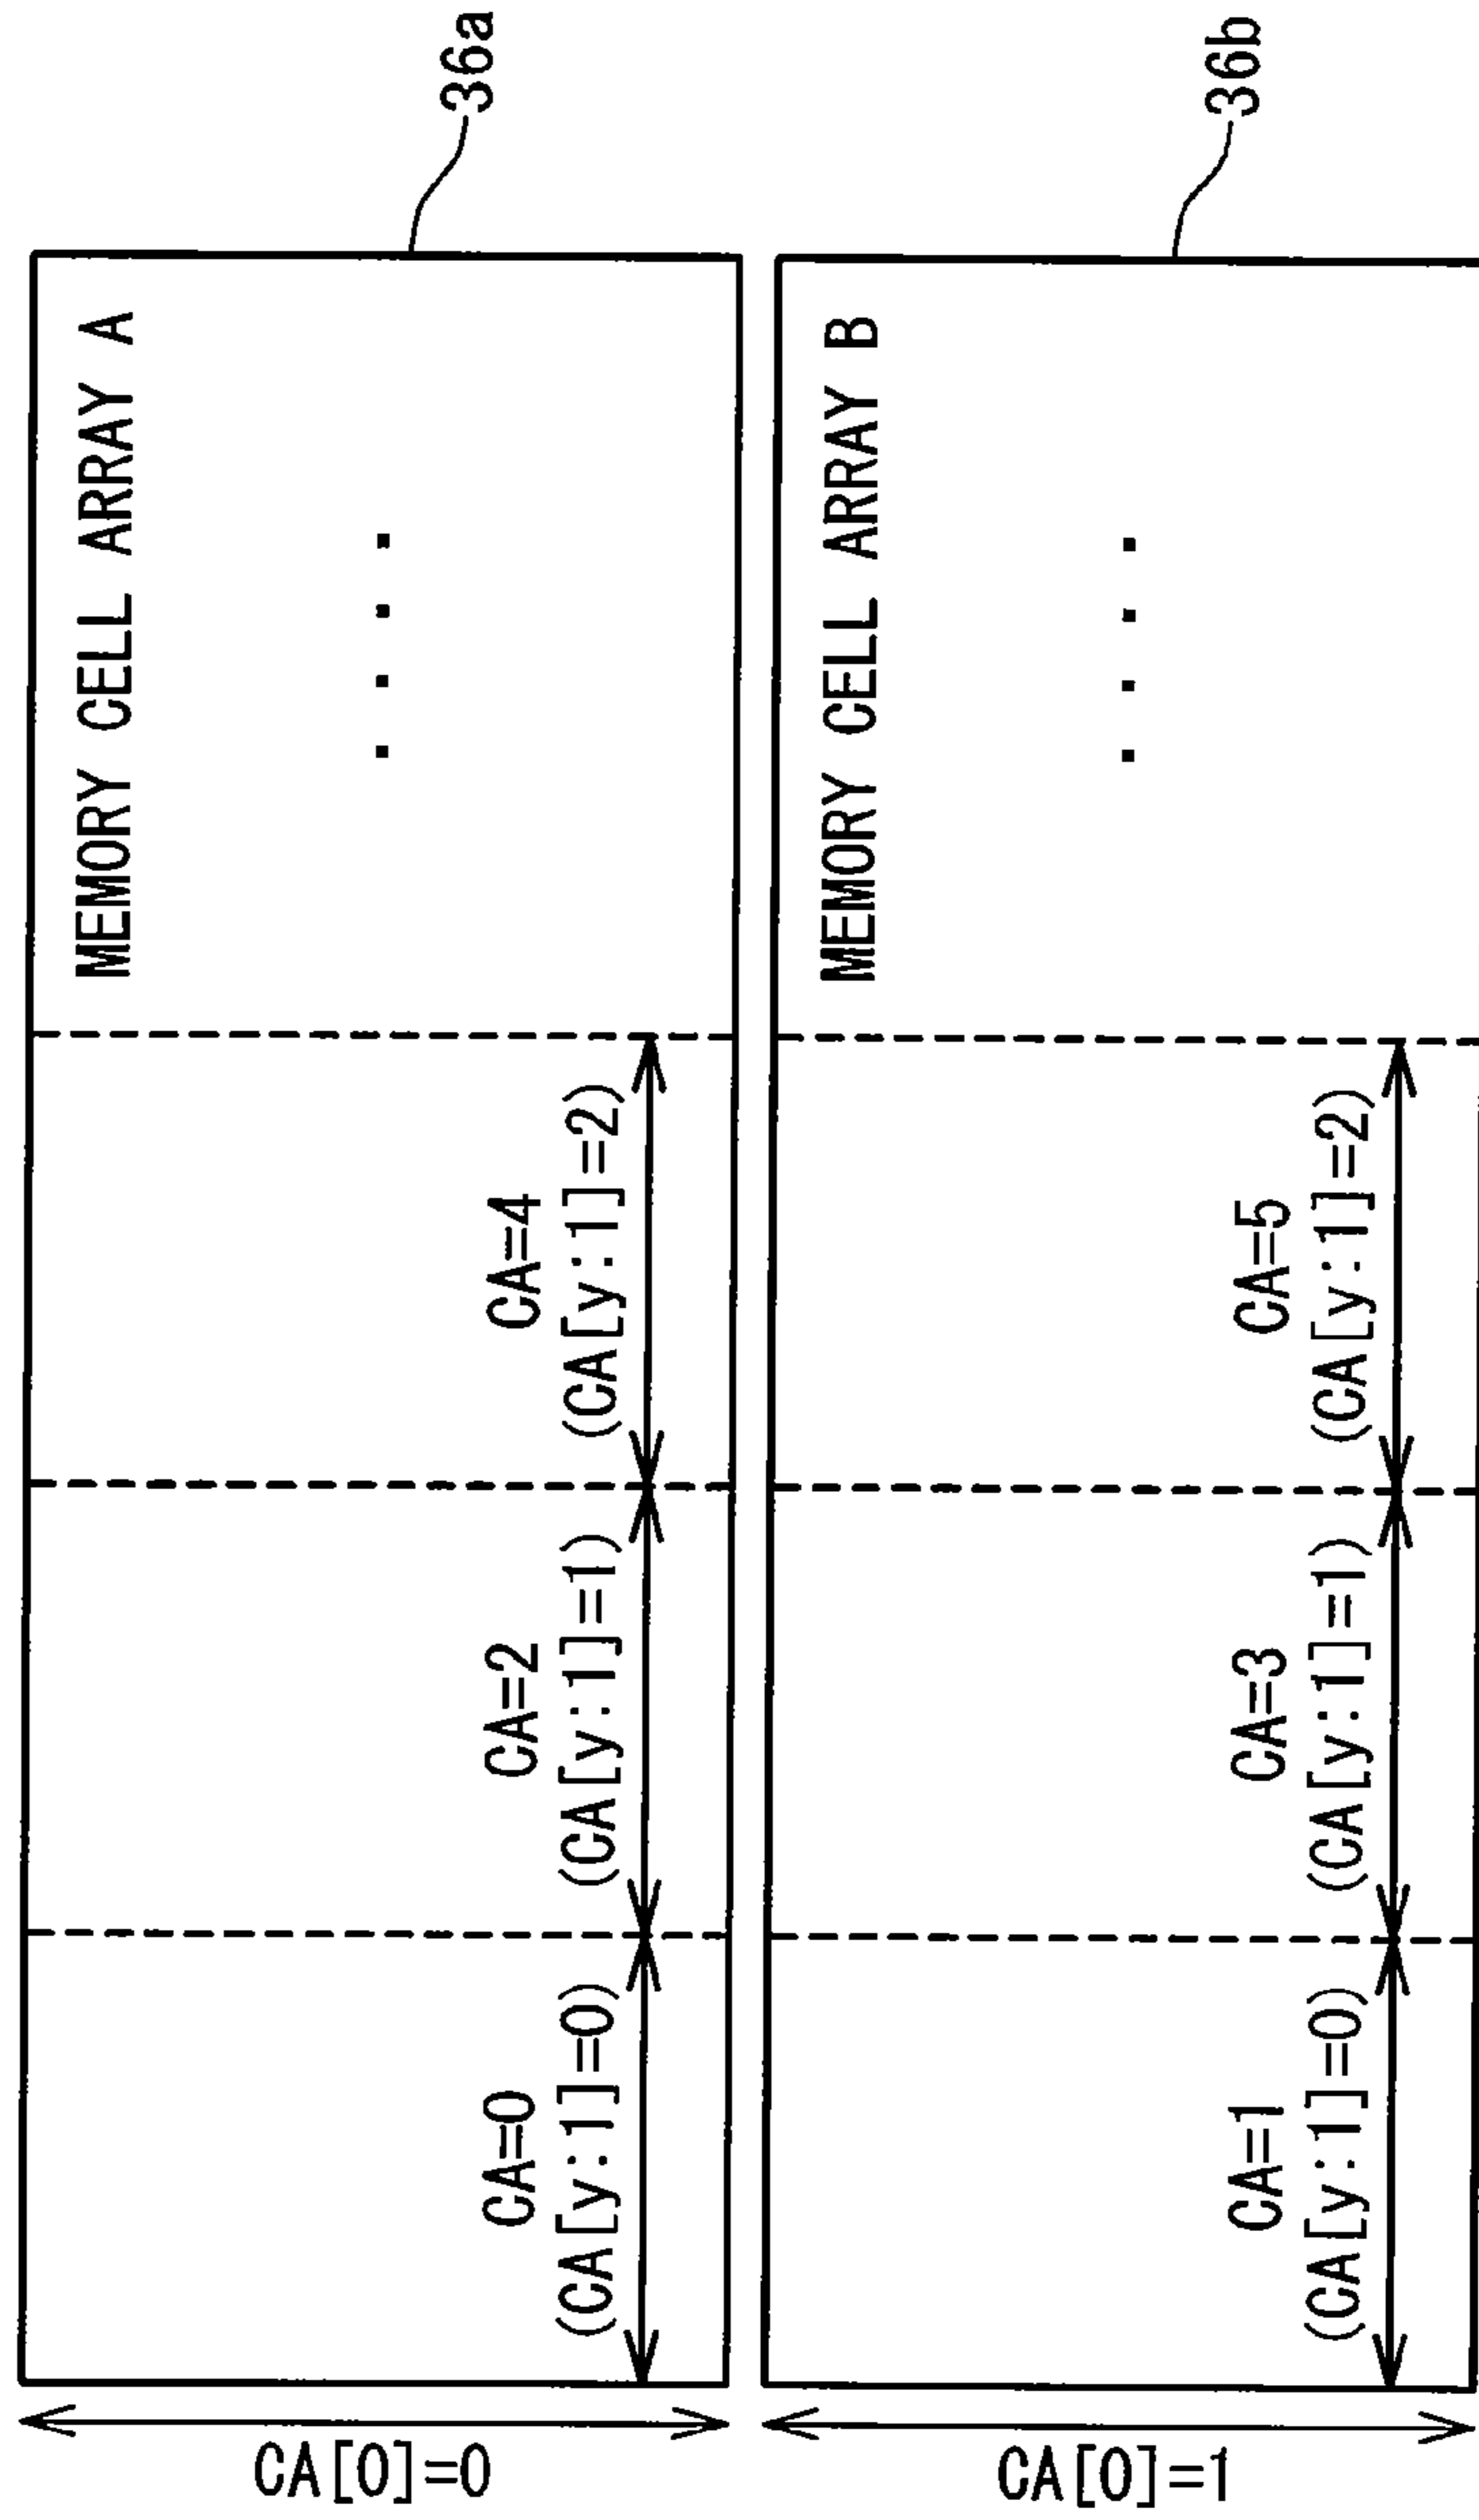 MEMORY CELL ARRAY A
36a
CA=0
(CA[y:1]=0)
CA=2
(CA[y:1]=1)
CA=4
(CA[y:1]=2)
CA[0]=0
MEMORY CELL ARRAY B
36b
CA=1
(CA[y:1]=0)
CA=3
(CA[y:1]=1)
CA=5
(CA[y:1]=2)
CA[0]=1